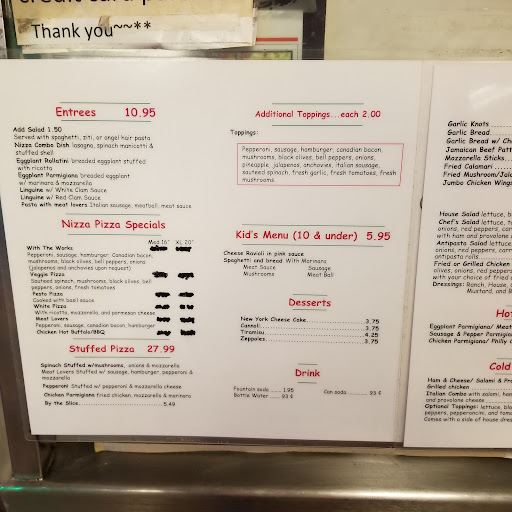 Thank you~~**
Entrees 10.95
Add Salad 1.50
Served with spaghetti, ziti, or angel hair pasta
Nizza Combo Dish lasagna, spinach manicotti &
stuffed shell
Eggplant Rollatini breaded eggplant stuffed
with ricotta
Eggplant Parmigiana breaded eggplant
w/ marinara & mozzarella
Linguine w/ White Clam Sauce
Linguine w/ Red Clam Sauce
Pasta with meat lovers Italian sausage, meatball, meat sauce
Nizza Pizza Specials
Med 16" XL 20"
With The Works
Pepperoni, sausage, hamburger, Canadian bacon,
mushrooms, black olives, bell peppers, onions
(jalapenos and anchovies upon request)
Veggie Pizza
Sauteed spinach, mushrooms, black olives, bell
peppers, onions, fresh tomatoes
Pesto Pizza
Cooked with basil sauce
White Pizza
With ricotta, mozzarella, and parmesan cheese
Meat Lovers
Pepperoni, sausage, canadian bacon, hamburger
Chicken Hot Buffalo/BBQ
Stuffed Pizza 27.99
Spinach Stuffed w/mushrooms, onions & mozzarella
Meat Lovers Stuffed w/ sausage, hamburger, pepperoni &
mozzarella
Pepperoni Stuffed w/ pepperoni & mozzarella cheese
Chicken Parmigiano fried chicken, mozzarella & marinara
By the Slice..................5.49
Additional Toppings...each 2.00
Toppings:
Pepperoni, sausage, hamburger, canadian bacon,
mushrooms, black olives, bell peppers, onions,
pineapple, jalapenos, anchovies, italian sausage,
sauteed spinach, fresh garlic, fresh tomatoes, fresh
mushrooms
Kid's Menu (10 & under) 5.95
Cheese Ravioli in pink sauce
Spaghetti and bread With Marinara
Meat Sauce Sausage
Mushrooms Meat Ball
Desserts
New York Cheese Cake...................3.75
Cannoli...................3.75
Tiramisu...................4.25
Zeppoles...................3.75
Drink
Fountain soda ....... 1.95 Can soda .......... 93 ¢
Bottle Water ....... 93 ¢
Garlic Knots
Garlic Bread
Garlic Bread w/
Jamaican Beef
Mozzarella Sticks
Fried Calamari
Fried Mushroom/
Jumbo Chicken Wings
House Salad lettuce,
Chef's Salad lettuce,
onions, red peppers,
with ham and provolone
Antipasta Salad
onions, red peppers,
antipasto rolls
Fried or Grilled Chicken
olives, onions, red peppers
with your choice of
Dressings: Ranch, House,
Mustard, and
Eggplant Parmigiana/ Meat
Sausage & Pepper
Chicken Parmigiana/ Philly
Cold
Ham & Cheese/ Salami &
Grilled chicken
Italian Combo with salami,
and provolone cheese
Optional Toppings: lettuce,
pepper, pepperoncini, and
Comes with a side of house